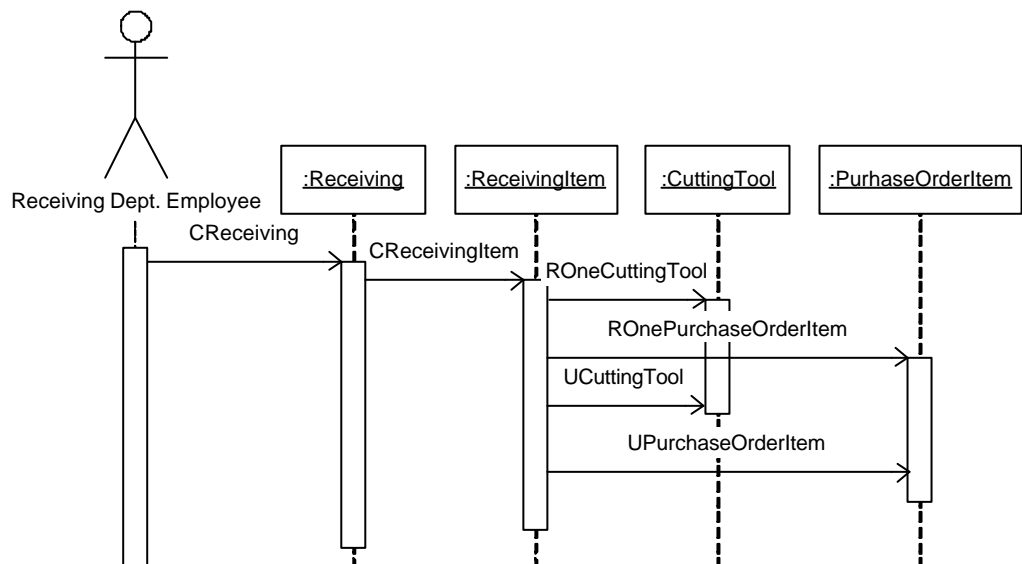 :Receiving
:ReceivingItem
:CuttingTool
:PurhaseOrderItem
Receiving Dept. Employee
CReceiving
CReceivingItem
ROneCuttingTool
ROnePurchaseOrderItem
UCuttingTool
UPurchaseOrderItem